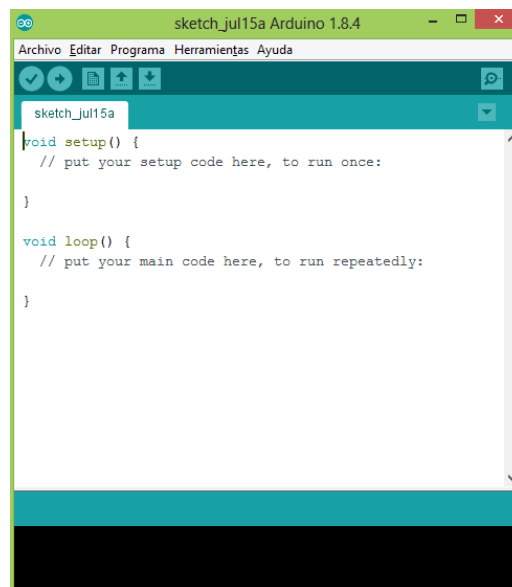 sketch_jul15a Arduino 1.8.4
Archivo Editar Programa Herramientas Ayuda
sketch_jul15a
void setup() {
// put your setup code here, to run once:
}
void loop() {
// put your main code here, to run repeatedly:
}